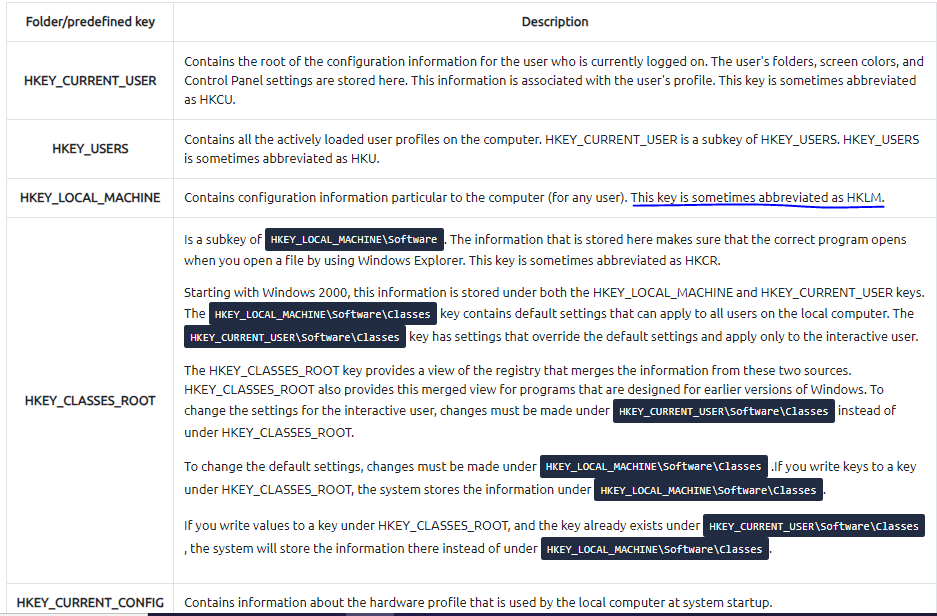 Folder/predefined key Description
HKEY_CURRENT_USER
Contains the root of the configuration information for the user who is currently logged on. The user's folders, screen colors, and
Control Panel settings are stored here. This information is associated with the user's profile. This key is sometimes abbreviated
as HKCU.
HKEY_USERS
Contains all the actively loaded user profiles on the computer. HKEY_CURRENT_USER is a subkey of HKEY_USERS. HKEY_USERS
is sometimes abbreviated as HKU.
HKEY_LOCAL_MACHINE
Contains configuration information particular to the computer (for any user). This key is sometimes abbreviated as HKLM.
HKEY_CLASSES_ROOT
Is a subkey of HKEY_LOCAL_MACHINE\Software . The information that is stored here makes sure that the correct program opens
when you open a file by using Windows Explorer. This key is sometimes abbreviated as HKCR.
Starting with Windows 2000, this information is stored under both the HKEY_LOCAL_MACHINE and HKEY_CURRENT_USER keys.
The HKEY_LOCAL_MACHINE\Software\Classes key contains default settings that can apply to all users on the local computer. The
HKEY_CURRENT_USER\Software\Classes key has settings that override the default settings and apply only to the interactive user.
The HKEY_CLASSES_ROOT key provides a view of the registry that merges the information from these two sources.
HKEY_CLASSES_ROOT also provides this merged view for programs that are designed for earlier versions of Windows. To
change the settings for the interactive user, changes must be made under HKEY_CURRENT_USER\Software\Classes instead of
under HKEY_CLASSES_ROOT.
To change the default settings, changes must be made under HKEY_LOCAL_MACHINE\Software\Classes .If you write keys to a key
under HKEY_CLASSES_ROOT, the system stores the information under HKEY_LOCAL_MACHINE\Software\Classes .
If you write values to a key under HKEY_CLASSES_ROOT, and the key already exists under HKEY_CURRENT_USER\Software\Classes
, the system will store the information there instead of under HKEY_LOCAL_MACHINE\Software\Classes .
HKEY_CURRENT_CONFIG
Contains information about the hardware profile that is used by the local computer at system startup.